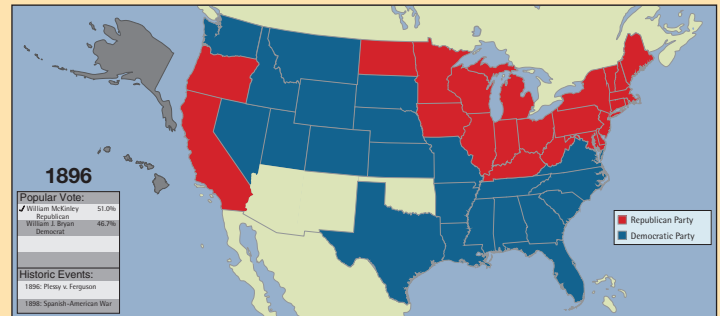 1896
Popular Vote:
✓ William McKinley 51.0%
Republican
William J. Bryan 46.7%
Democrat
Historic Events:
1896: Plessy v. Ferguson
1898: Spanish-American War
Republican Party
Democratic Party